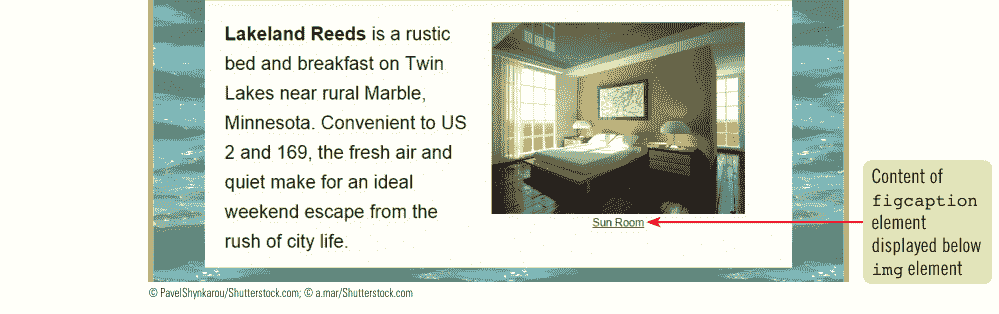 Lakeland Reeds is a rustic
bed and breakfast on Twin
Lakes near rural Marble,
Minnesota. Convenient to US
2 and 169, the fresh air and
quiet make for an ideal
weekend escape from the
rush of city life.
Sun Room
Content of
figcaption
element
displayed below
img element
© PavelShynkarou/Shutterstock.com; © a.mar/Shutterstock.com